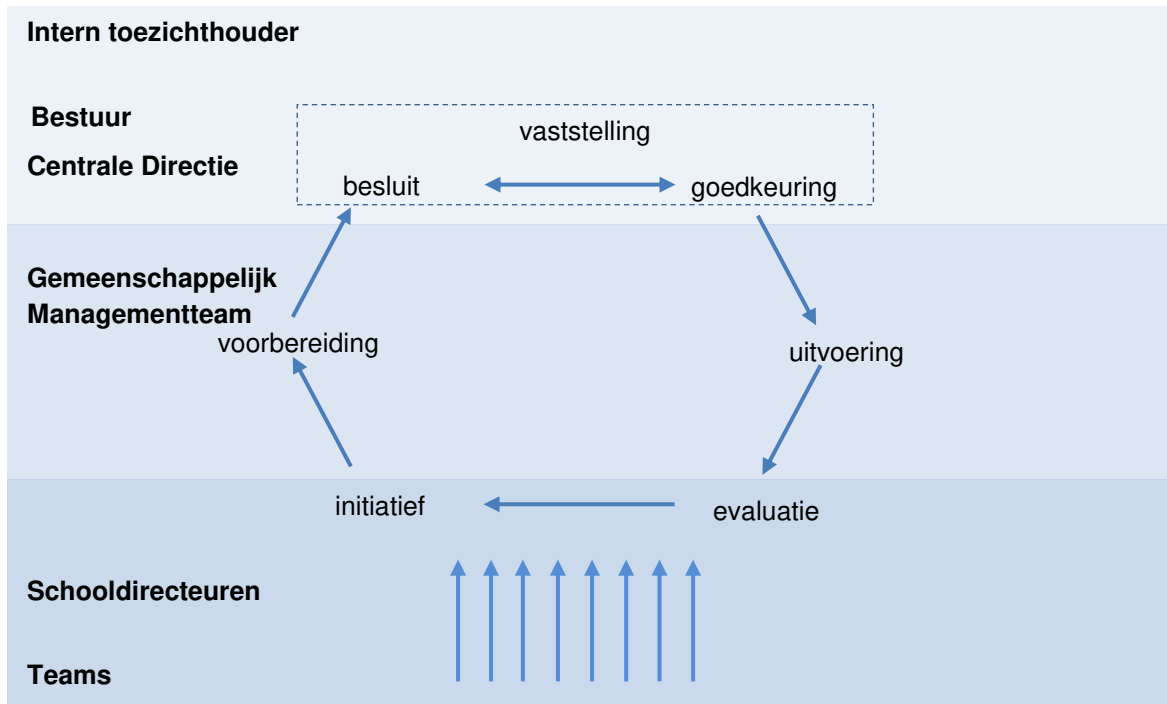 Intern toezichthouder
Bestuur
vaststelling
Centrale Directie
besluit
goedkeuring
Gemeenschappelijk
Managementteam
voorbereiding
uitvoering
initiatief
evaluatie
Schooldirecteuren
Teams